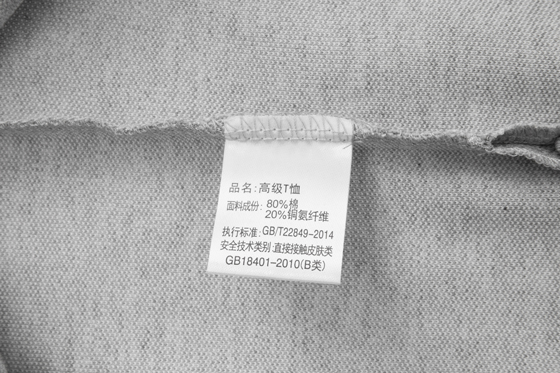 品名:高级T恤
面料成份: 80%棉
20%铜氨纤维
执行标准:GB/T22849-2014
安全技术类别:直接接触皮肤类
GB18401-2010(B类)